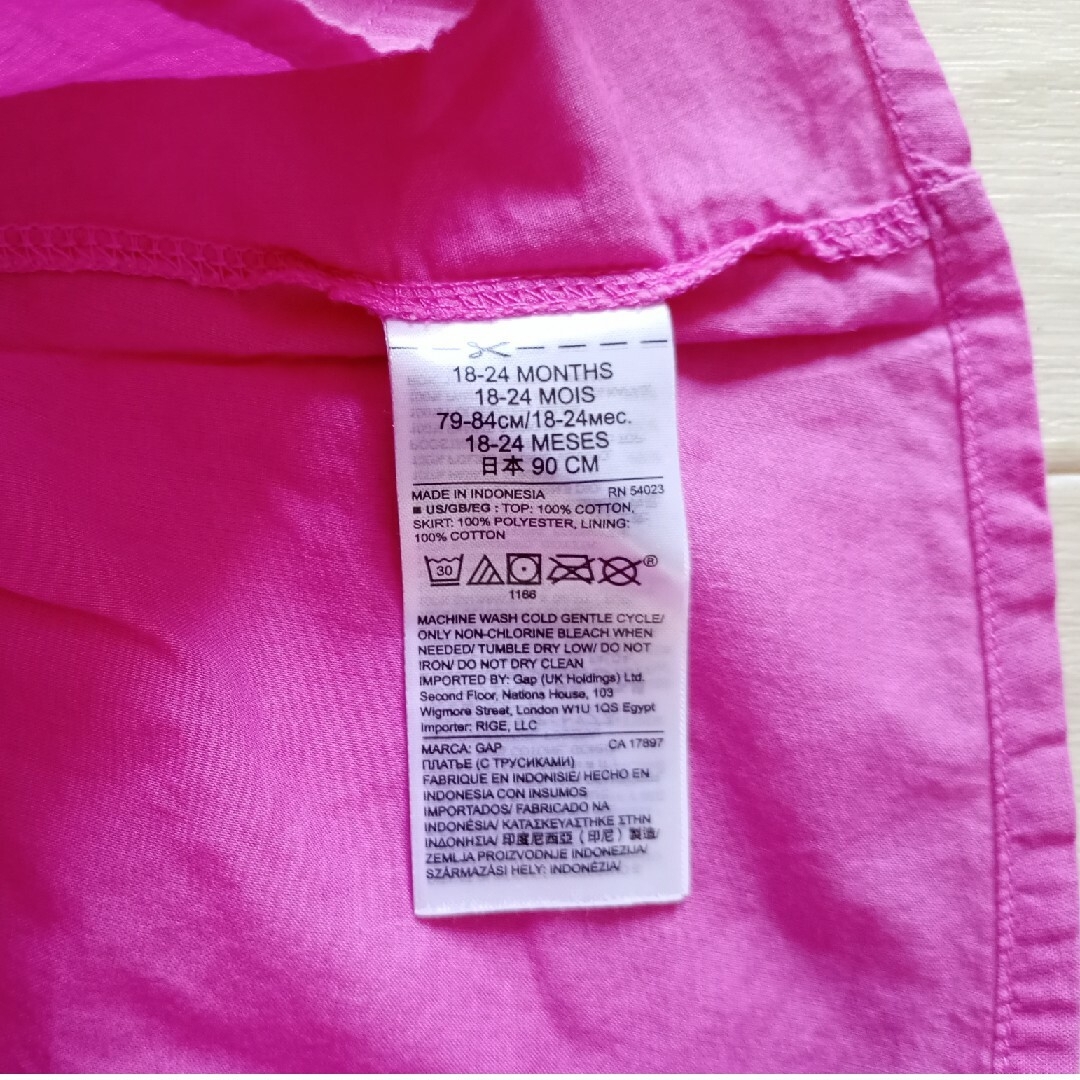 18-24 MONTHS
18-24 MOIS
79-84см/18-24мес.
18-24 MESES
日本 90 CM
MADE IN INDONESIA RN 54023
■ US/GB/EG : TOP: 100% COTTON,
SKIRT: 100% POLYESTER, LINING:
100% COTTON
30 ®
1166
MACHINE WASH COLD GENTLE CYCLE/
ONLY NON-CHLORINE BLEACH WHEN
NEEDED/ TUMBLE DRY LOW/ DO NOT
IRON/ DO NOT DRY CLEAN
IMPORTED BY: Gap (UK Holdings) Ltd.
Second Floor, Nations House, 103
Wigmore Street, London W1U 1QS Egypt
Importer: RIGE, LLC
MARCA: GAP CA 17897
ПЛАТЬЕ (С ТРУСИКАМИ)
FABRIQUE EN INDONISIE/ HECHO EN
INDONESIA CON INSUMOS
IMPORTADOS/ FABRICADO NA
INDONÉSIA/ ΚΑΤΑΣΚΕΥΑΣΤΗΚΕ ΣΤΗΝ
ΙΝΔΟΝΗΣΙΑ/ 印度尼西亞（印尼）製造/
ZEMLJA PROIZVODNJE INDONEZIJA/
SZÁRMAZÁSI HELY: INDONÉZIA/